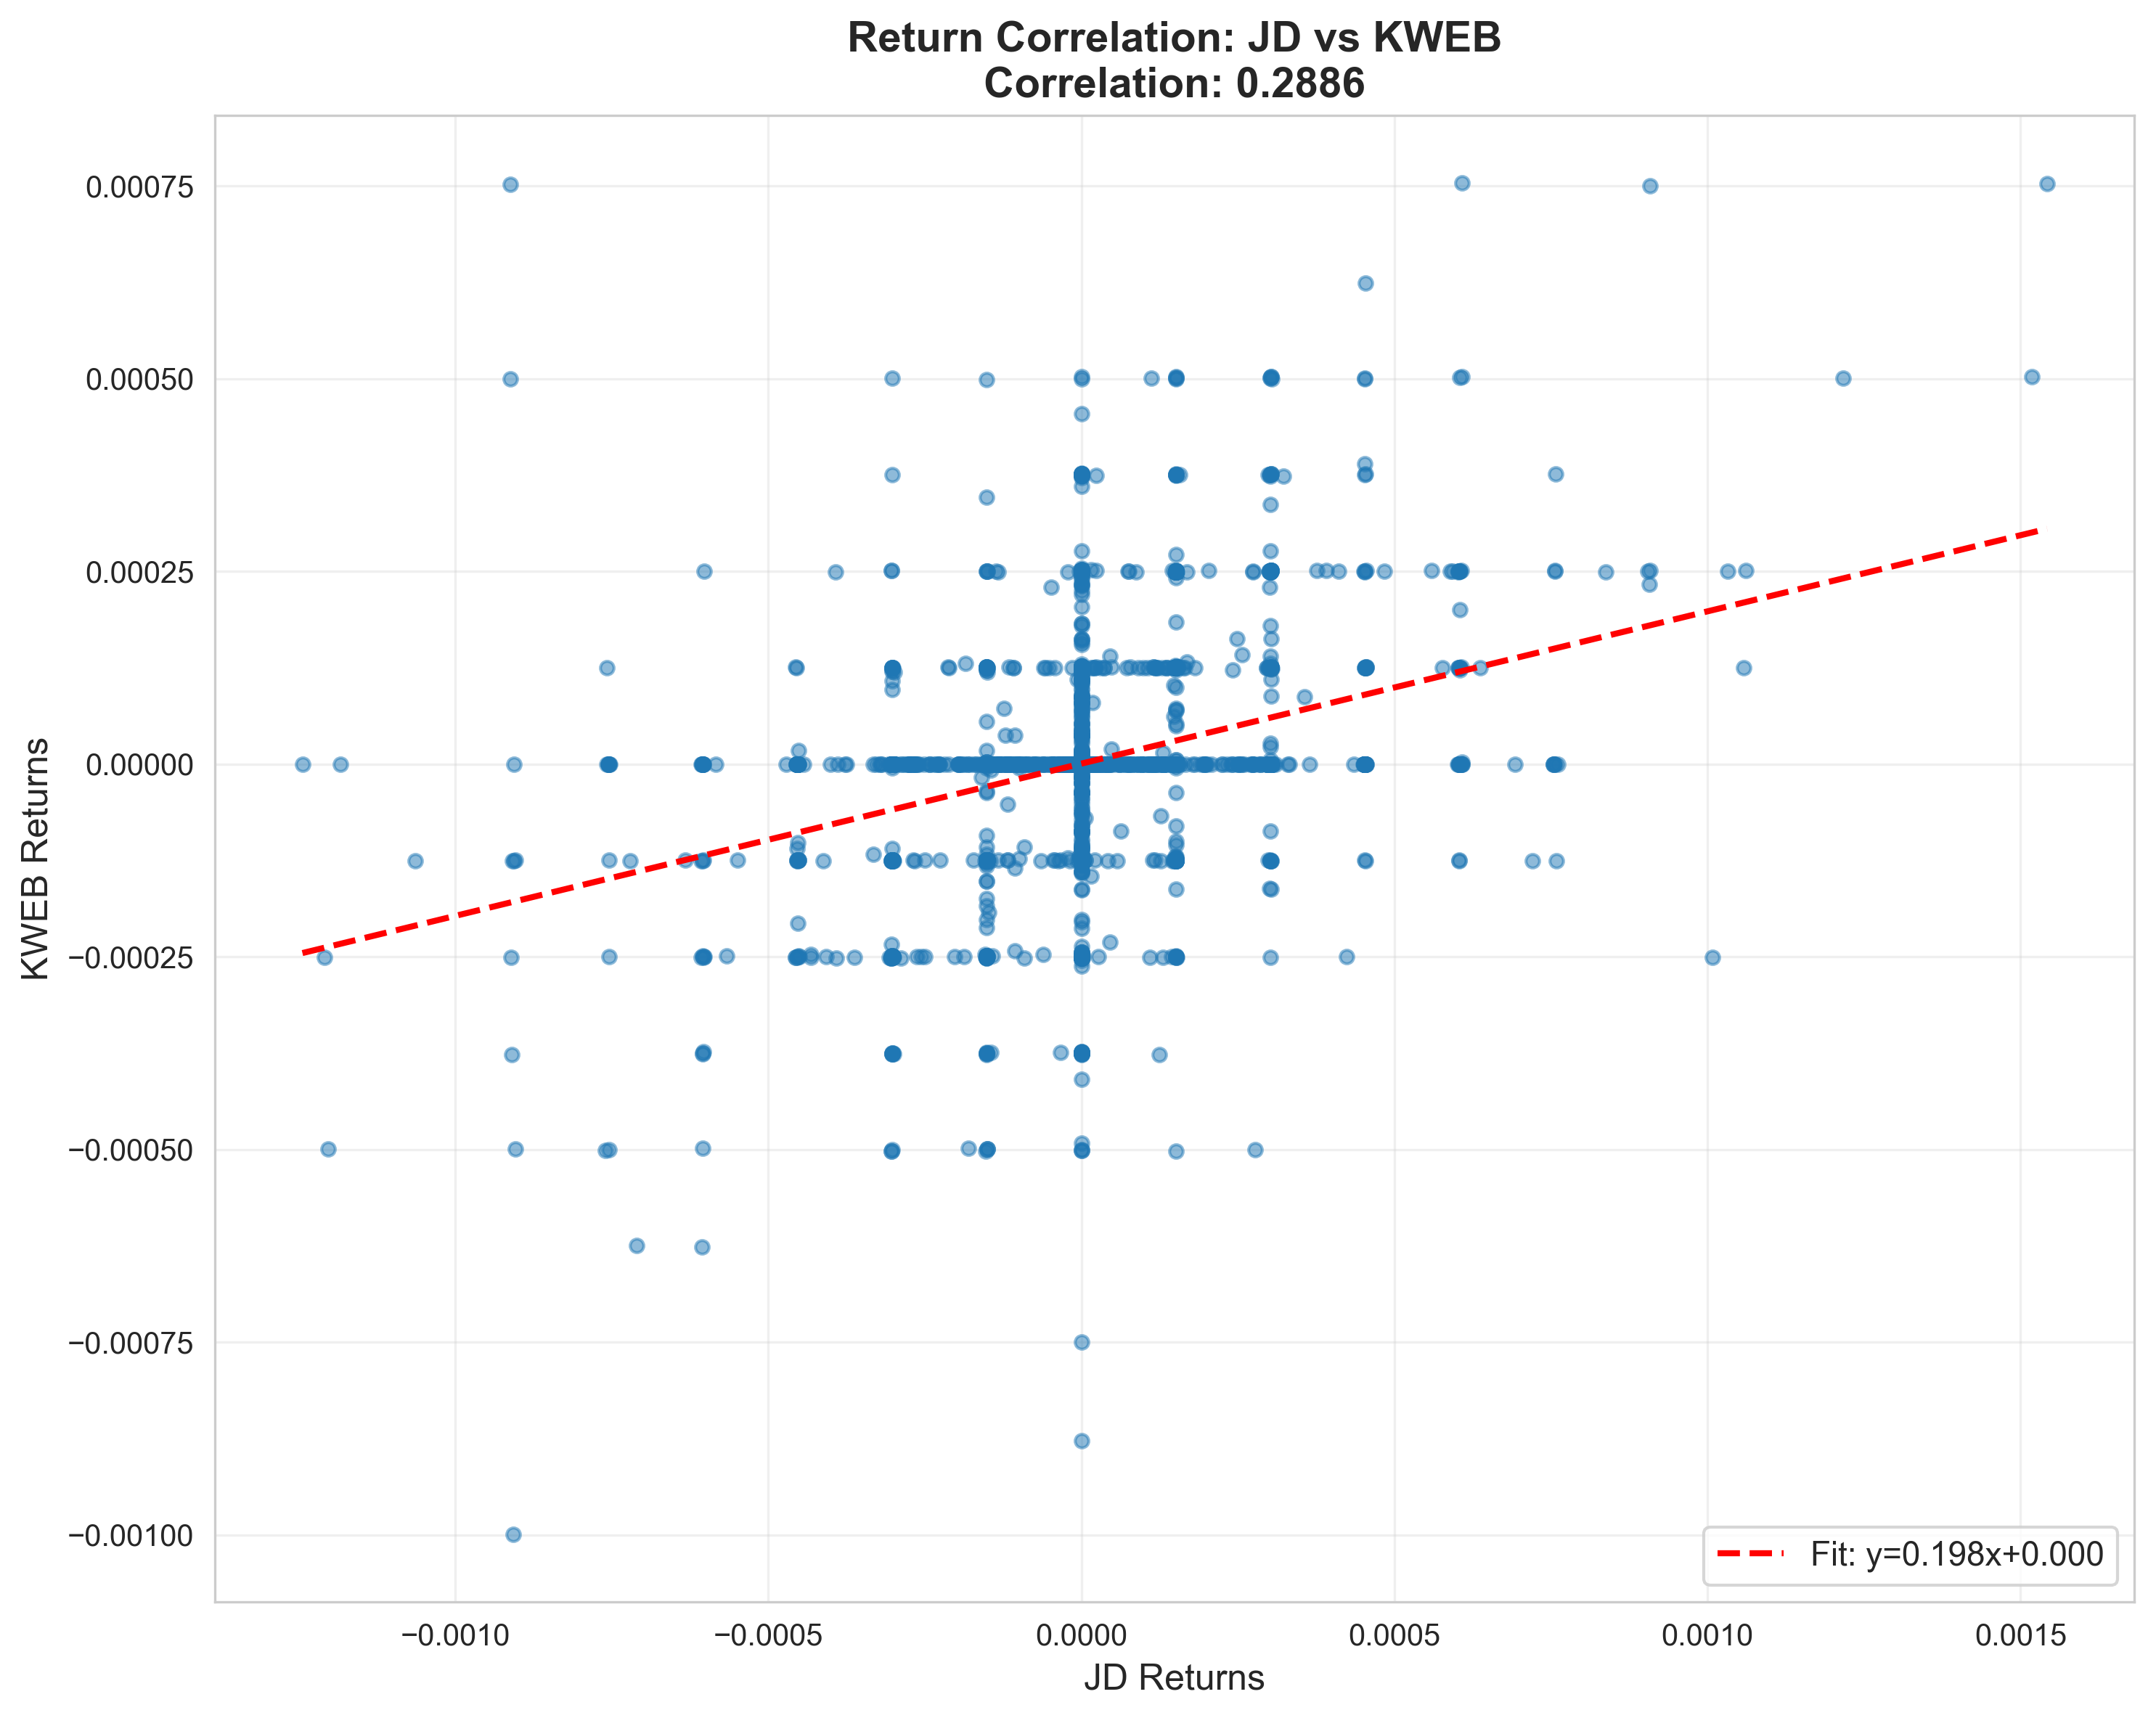 Return Correlation: JD vs KWEB
Correlation: 0.2886
0.00075
0.00050
0.00025
0.00000
−0.00025
−0.00050
−0.00075
−0.00100
KWEB Returns
Fit: y=0.198x+0.000
−0.0010
−0.0005
0.0000
0.0005
0.0010
0.0015
JD Returns